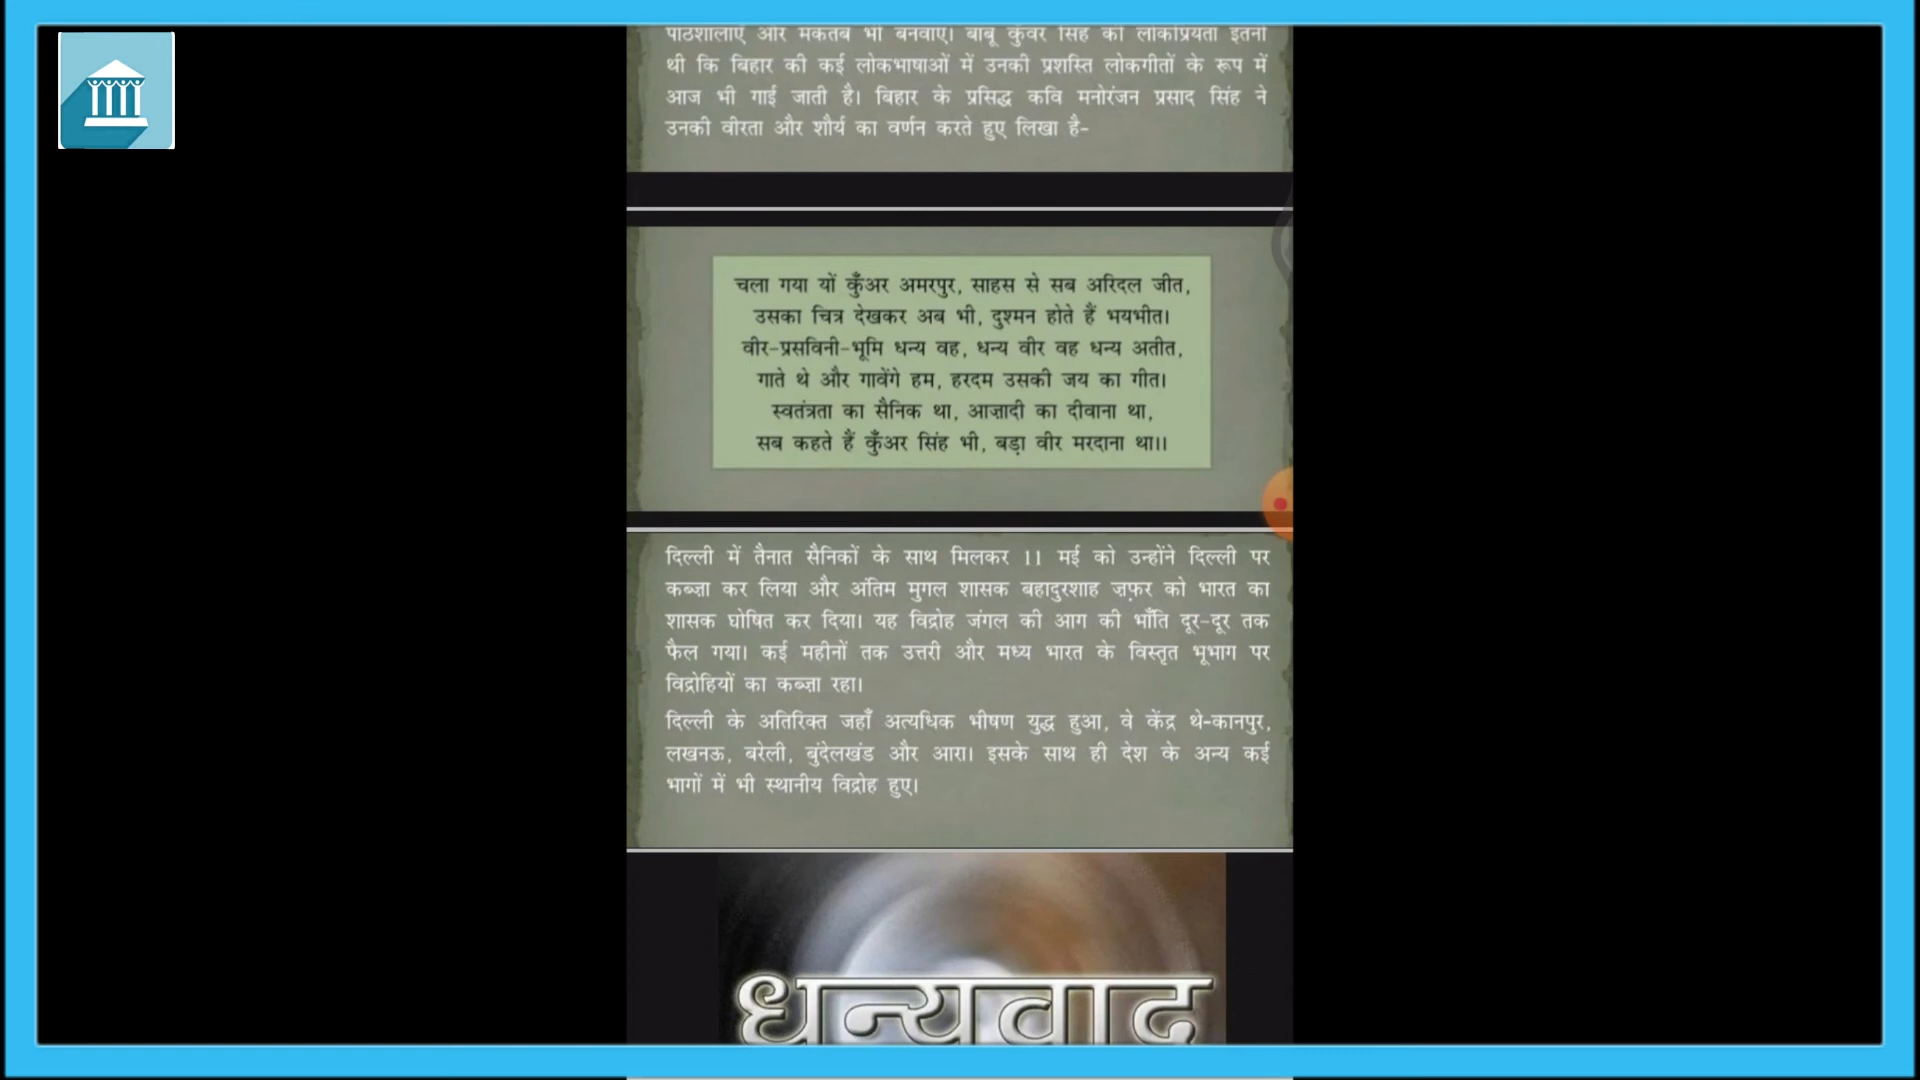 पाठशालाएँ और मकतब भी बनवाए। बाबू कुंवर सिंह की लोकप्रियता इतनी
थी कि बिहार की कई लोकभाषाओं में उनकी प्रशस्ति लोकगीतों के रूप में
आज भी गाई जाती है। बिहार के प्रसिद्ध कवि मनोरंजन प्रसाद सिंह ने
उनकी वीरता और शौर्य का वर्णन करते हुए लिखा है-
चला गया यों कुँअर अमरपुर, साहस से सब अरिदल जीत,
उसका चित्र देखकर अब भी, दुश्मन होते हैं भयभीत।
वीर-प्रसविनी-भूमि धन्य वह, धन्य वीर वह धन्य अतीत,
गाते थे और गावेंगे हम, हरदम उसकी जय का गीत।
स्वतंत्रता का सैनिक था, आज़ादी का दीवाना था,
सब कहते हैं कुँअर सिंह भी, बड़ा वीर मरदाना था।।
दिल्ली में तैनात सैनिकों के साथ मिलकर 11 मई को उन्होंने दिल्ली पर
कब्ज़ा कर लिया और अंतिम मुगल शासक बहादुरशाह ज़फ़र को भारत का
शासक घोषित कर दिया। यह विद्रोह जंगल की आग की भाँति दूर-दूर तक
फैल गया। कई महीनों तक उत्तरी और मध्य भारत के विस्तृत भूभाग पर
विद्रोहियों का कब्ज़ा रहा।
दिल्ली के अतिरिक्त जहाँ अत्यधिक भीषण युद्ध हुआ, वे केंद्र थे-कानपुर,
लखनऊ, बरेली, बुंदेलखंड और आरा। इसके साथ ही देश के अन्य कई
भागों में भी स्थानीय विद्रोह हुए।
धन्यवाद